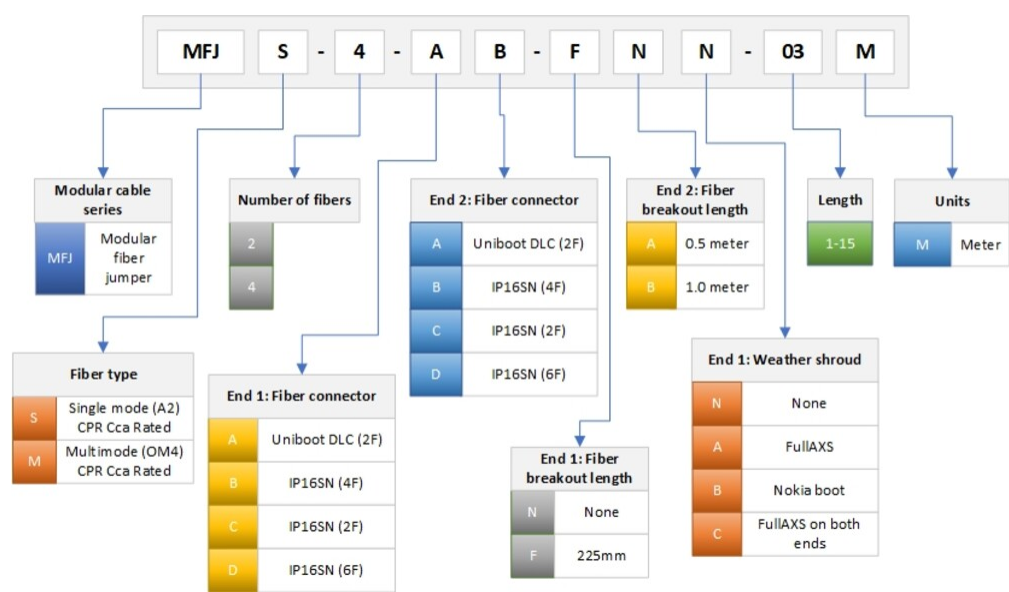 MFJ S - 4 - A B - F N N - 03 M
Modular cable
series
MFJ
Modular
fiber
jumper
Number of fibers
2
4
End 2: Fiber connector
A Uniboot DLC (2F)
B IP16SN (4F)
C IP16SN (2F)
D IP16SN (6F)
End 2: Fiber
breakout length
A 0.5 meter
B 1.0 meter
Length
1-15
Units
M Meter
Fiber type
S Single mode (A2)
CPR Cca Rated
M Multimode (OM4)
CPR Cca Rated
End 1: Fiber connector
A Uniboot DLC (2F)
B IP16SN (4F)
C IP16SN (2F)
D IP16SN (6F)
End 1: Fiber
breakout length
N None
F 225mm
End 1: Weather shroud
N None
A FullAXS
B Nokia boot
C FullAXS on both
ends